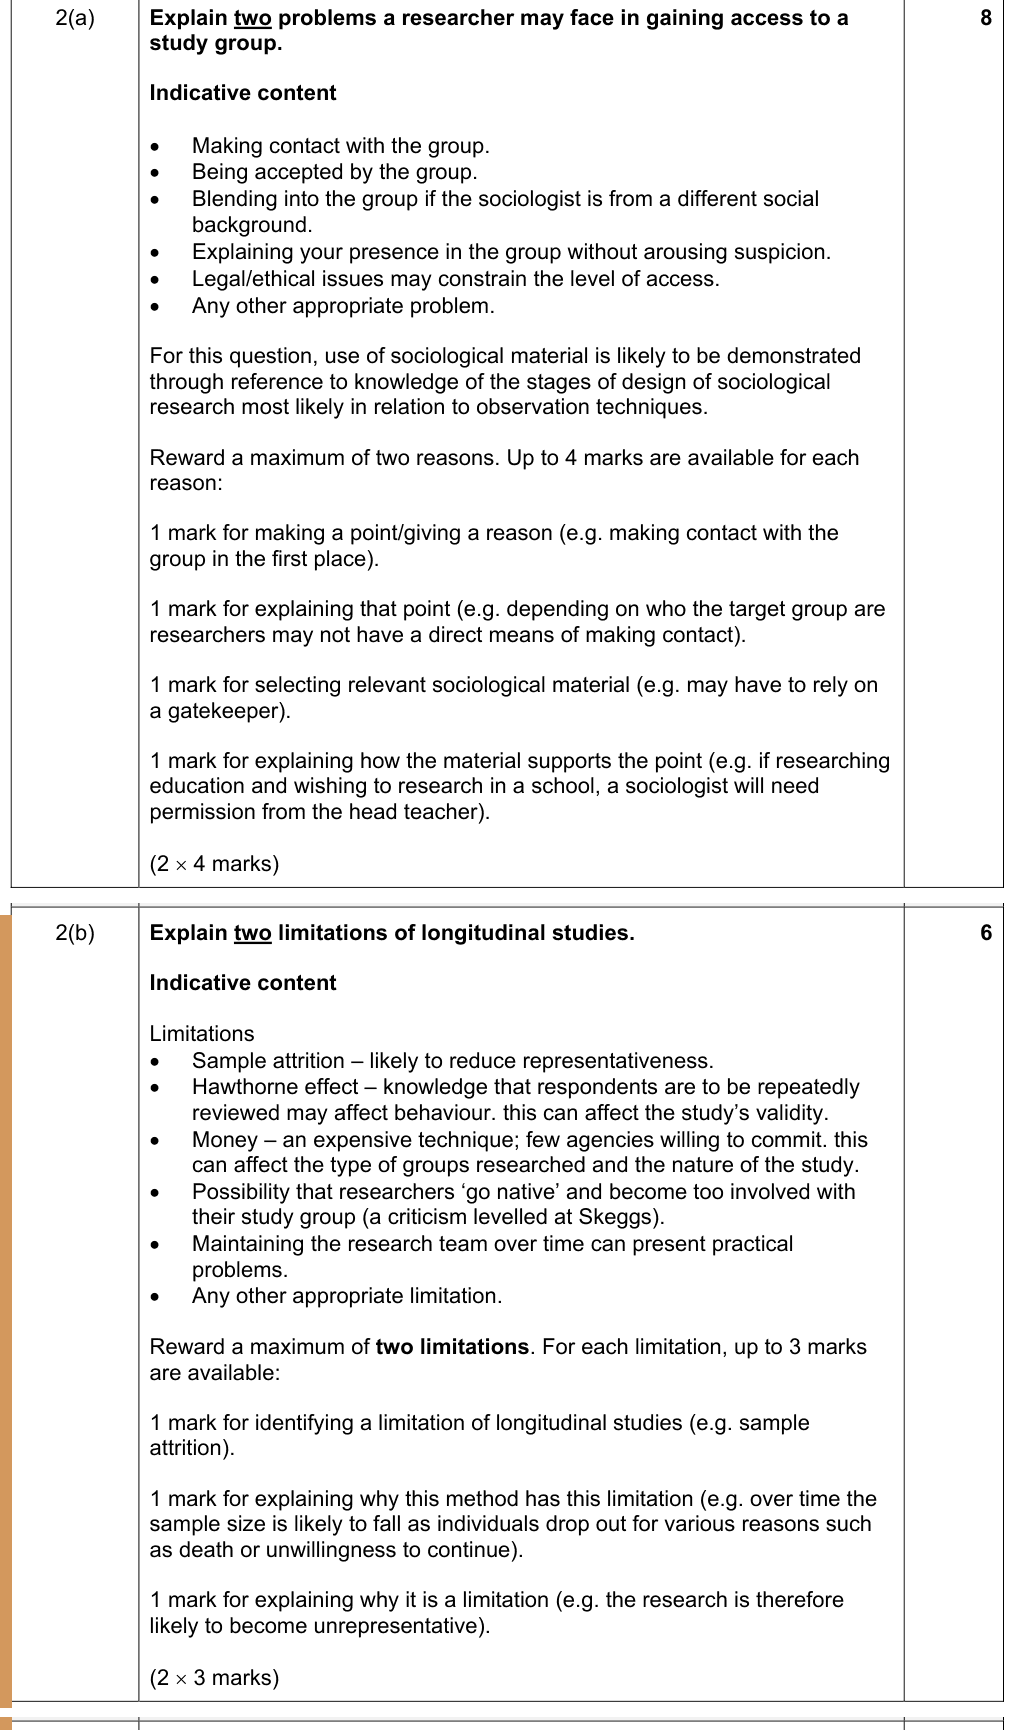 2(a)
Explain two problems a researcher may face in gaining access to a
study group.
8
Indicative content
• Making contact with the group.
• Being accepted by the group.
• Blending into the group if the sociologist is from a different social
background.
• Explaining your presence in the group without arousing suspicion.
• Legal/ethical issues may constrain the level of access.
• Any other appropriate problem.
For this question, use of sociological material is likely to be demonstrated
through reference to knowledge of the stages of design of sociological
research most likely in relation to observation techniques.
Reward a maximum of two reasons. Up to 4 marks are available for each
reason:
1 mark for making a point/giving a reason (e.g. making contact with the
group in the first place).
1 mark for explaining that point (e.g. depending on who the target group are
researchers may not have a direct means of making contact).
1 mark for selecting relevant sociological material (e.g. may have to rely on
a gatekeeper).
1 mark for explaining how the material supports the point (e.g. if researching
education and wishing to research in a school, a sociologist will need
permission from the head teacher).
(2 × 4 marks)
2(b)
Explain two limitations of longitudinal studies.
6
Indicative content
Limitations
• Sample attrition – likely to reduce representativeness.
• Hawthorne effect – knowledge that respondents are to be repeatedly
reviewed may affect behaviour. this can affect the study's validity.
• Money – an expensive technique; few agencies willing to commit. this
can affect the type of groups researched and the nature of the study.
• Possibility that researchers 'go native' and become too involved with
their study group (a criticism levelled at Skeggs).
• Maintaining the research team over time can present practical
problems.
• Any other appropriate limitation.
Reward a maximum of two limitations. For each limitation, up to 3 marks
are available:
1 mark for identifying a limitation of longitudinal studies (e.g. sample
attrition).
1 mark for explaining why this method has this limitation (e.g. over time the
sample size is likely to fall as individuals drop out for various reasons such
as death or unwillingness to continue).
1 mark for explaining why it is a limitation (e.g. the research is therefore
likely to become unrepresentative).
(2 × 3 marks)